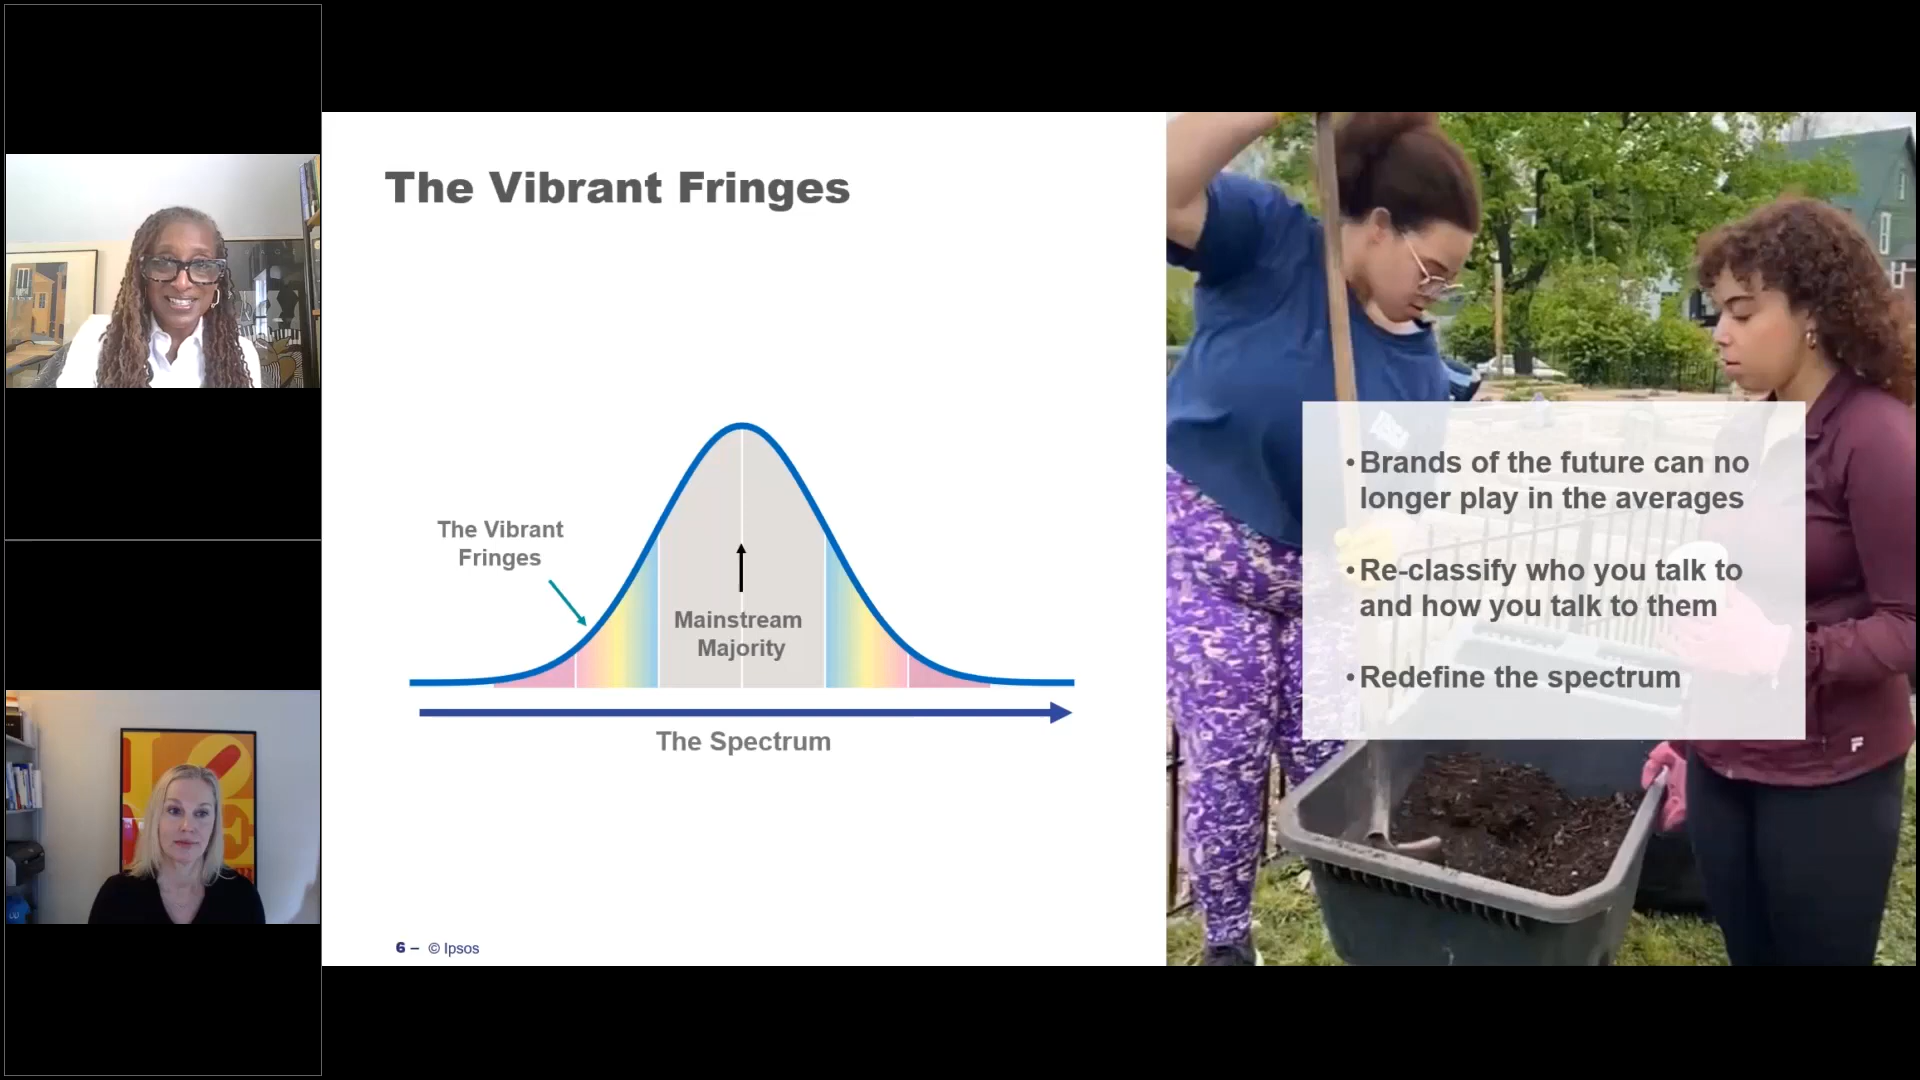 The Vibrant Fringes
The Vibrant
Fringes
Mainstream
Majority
The Spectrum
• Brands of the future can no
longer play in the averages
• Re-classify who you talk to
and how you talk to them
• Redefine the spectrum
6 – © Ipsos